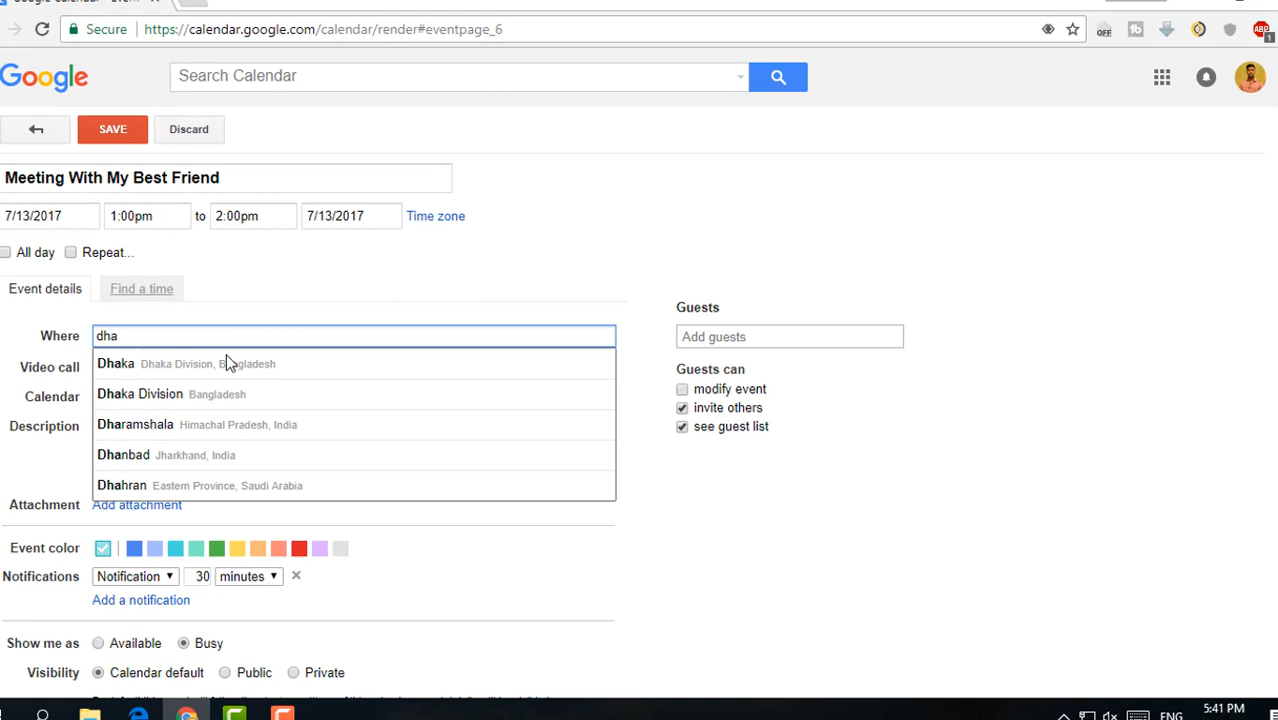 Secure https://calendar.google.com/calendar/render#eventpage_6
OFF
ABP
1
Google
Search Calendar
SAVE
Discard
Meeting With My Best Friend
7/13/2017 1:00pm to 2:00pm 7/13/2017 Time zone
All day Repeat...
Event details Find a time
Where dha
Dhaka Dhaka Division, Bangladesh
Dhaka Division Bangladesh
Dharamshala Himachal Pradesh, India
Dhanbad Jharkhand, India
Dhahran Eastern Province, Saudi Arabia
Video call
Calendar
Description
Attachment Add attachment
Event color
Notifications Notification 30 minutes
Add a notification
Show me as Available Busy
Visibility Calendar default Public Private
Guests
Add guests
Guests can
modify event
invite others
see guest list
ENG
5:41 PM